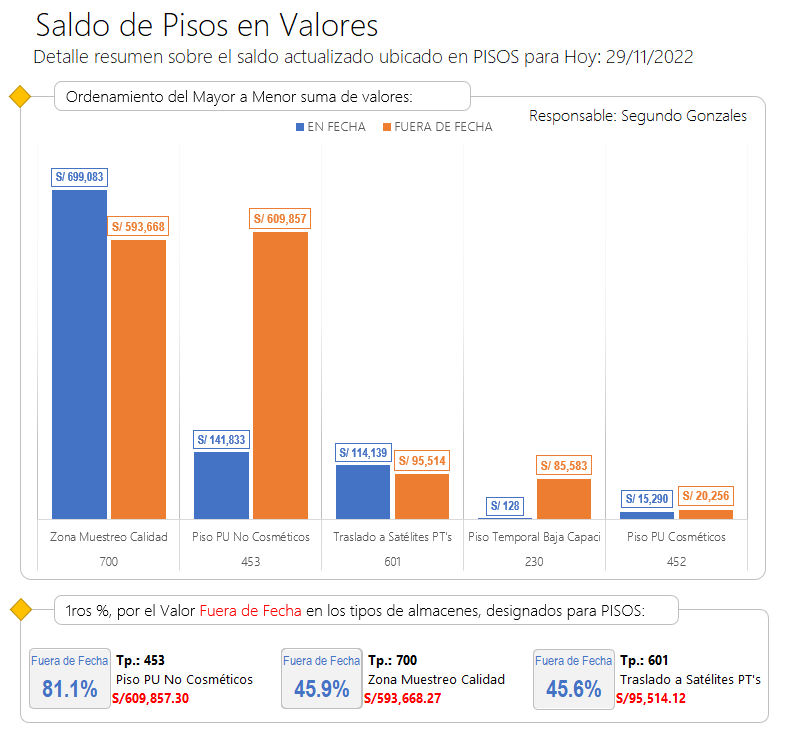 Saldo de Pisos en Valores
Detalle resumen sobre el saldo actualizado ubicado en PISOS para Hoy: 29/11/2022
Ordenamiento del Mayor a Menor suma de valores:
Responsable: Segundo Gonzales
EN FECHA FUERA DE FECHA
S/ 699,083
S/ 593,668
S/ 141,833
S/ 609,857
S/ 114,139
S/ 95,514
S/ 128
S/ 85,583
S/ 15,290
S/ 20,256
Zona Muestreo Calidad Piso PU No Cosméticos Traslado a Satélites PT's Piso Temporal Baja Capaci Piso PU Cosméticos
700 453 601 230 452
1ros %, por el Valor Fuera de Fecha en los tipos de almacenes, designados para PISOS:
Fuera de Fecha
81.1%
Tp.: 453
Piso PU No Cosméticos
S/609,857.30
Fuera de Fecha
45.9%
Tp.: 700
Zona Muestreo Calidad
S/593,668.27
Fuera de Fecha
45.6%
Tp.: 601
Traslado a Satélites PT's
S/95,514.12